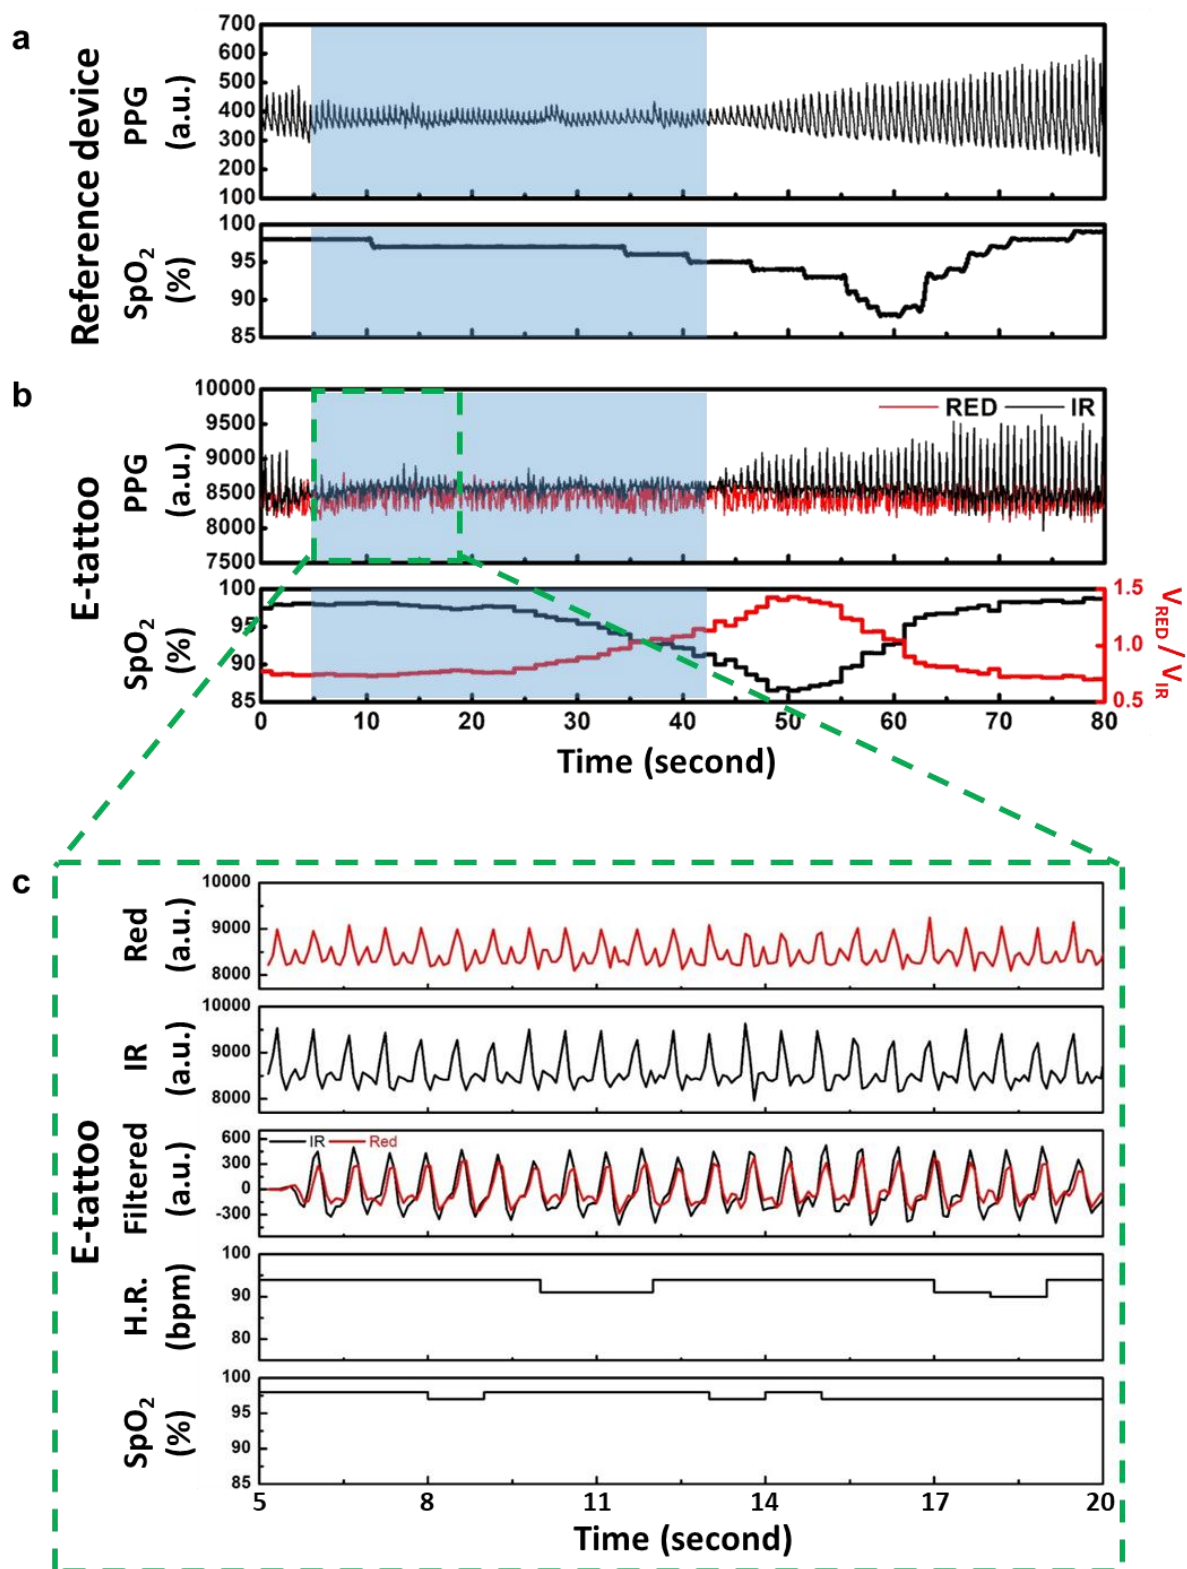 a
Reference device
PPG
(a.u.)
700
600
500
400
300
200
100
SpO2
(%)
100
95
90
85
b
E-tattoo
PPG
(a.u.)
10000
9500
9000
8500
8000
7500
RED IR
SpO2
(%)
100
95
90
85
1.5
1.0
0.5
VRED / VIR
0 10 20 30 40 50 60 70 80
Time (second)
c
E-tattoo
Red
(a.u.)
10000
9000
8000
IR
(a.u.)
10000
9000
8000
Filtered
(a.u.)
600
300
0
-300
IR Red
H.R.
(bpm)
100
90
80
SpO2
(%)
100
95
90
85
5 8 11 14 17 20
Time (second)